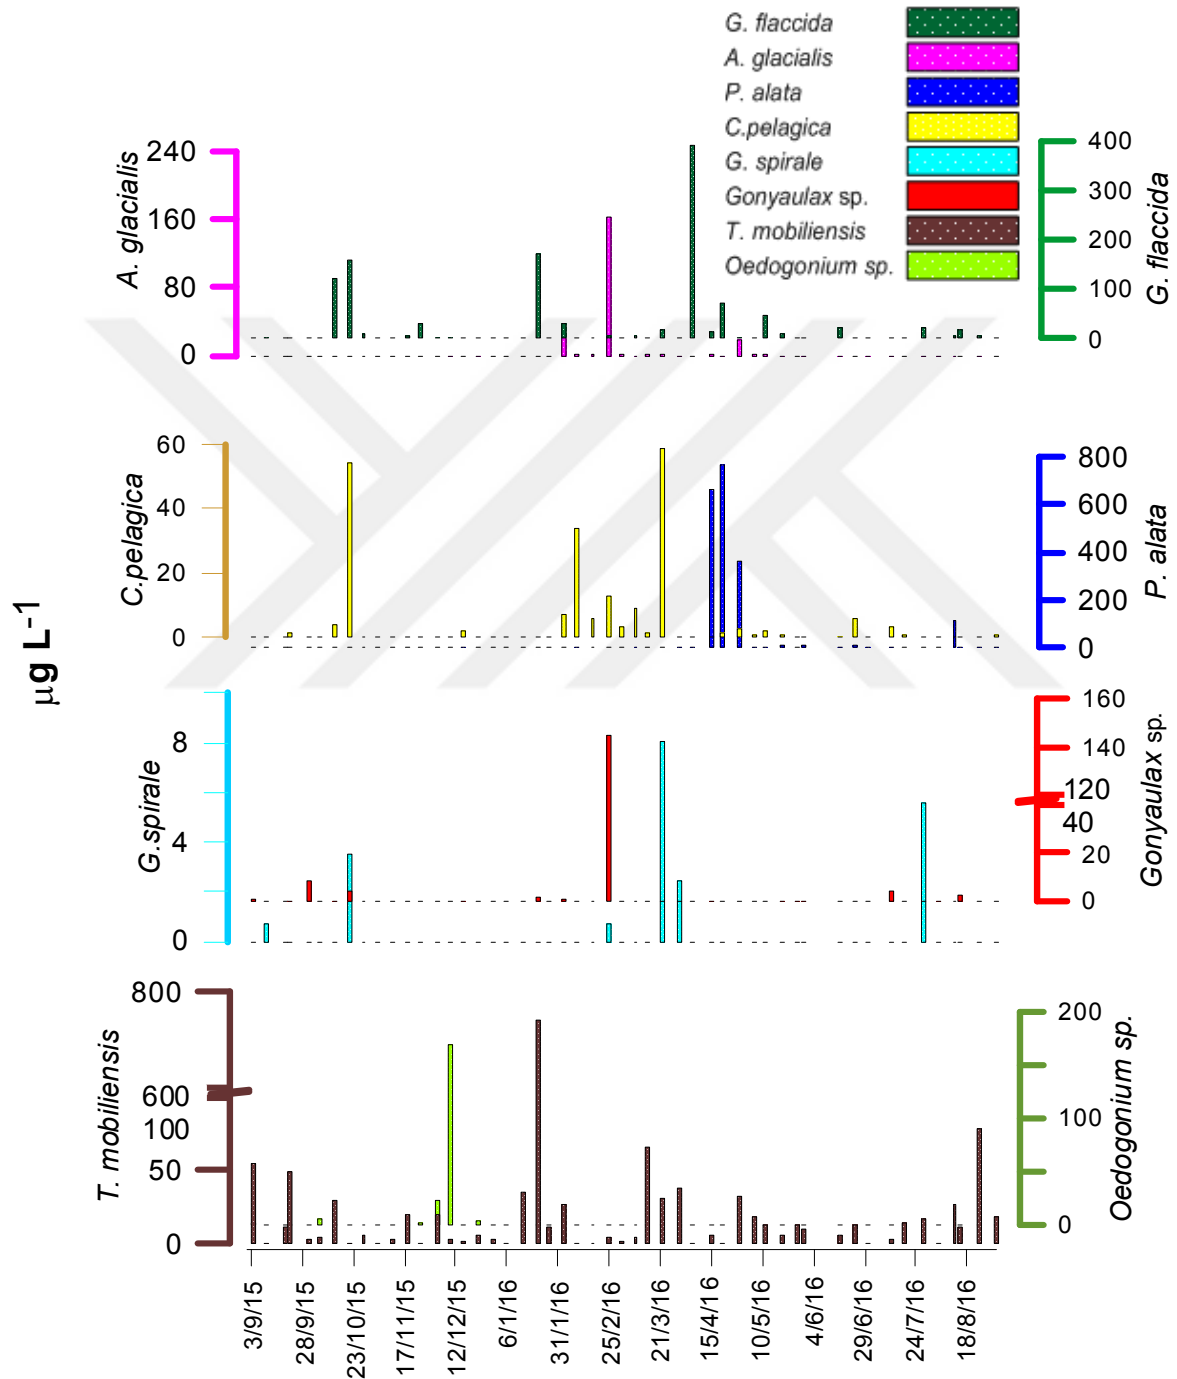 G. flaccida
A. glacialis
P. alata
C.pelagica
G. spirale
Gonyaulax sp.
T. mobiliensis
Oedogonium sp.
A. glacialis
240
160
80
0
400
300
200
100
0
G. flaccida
C.pelagica
60
40
20
0
800
600
400
200
0
P. alata
µg L-1
G.spirale
8
4
0
160
140
120
40
20
0
Gonyaulax sp.
T. mobiliensis
800
600
100
50
0
200
100
0
Oedogonium sp.
3/9/15
28/9/15
23/10/15
17/11/15
12/12/15
6/1/16
31/1/16
25/2/16
21/3/16
15/4/16
10/5/16
4/6/16
29/6/16
24/7/16
18/8/16